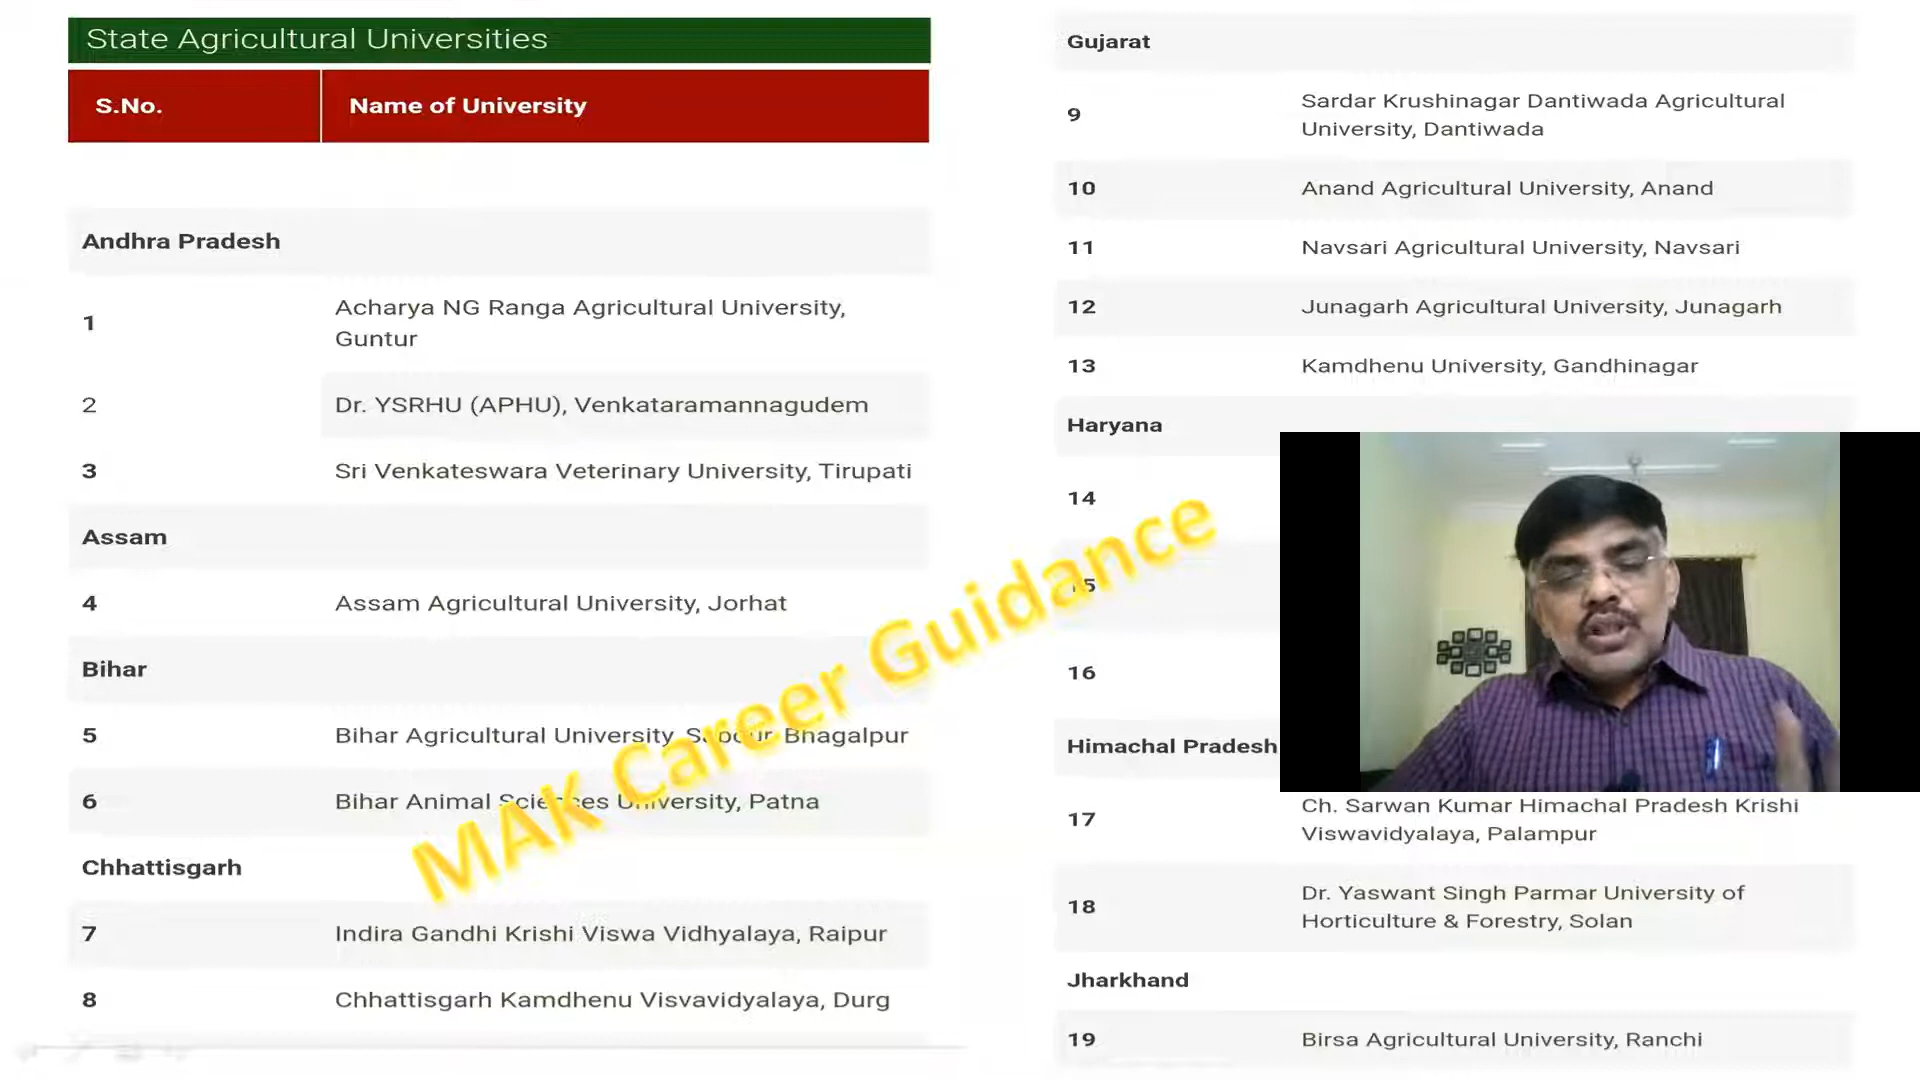 State Agricultural Universities
S.No. Name of University
Andhra Pradesh
1 Acharya NG Ranga Agricultural University,
Guntur
2 Dr. YSRHU (APHU), Venkataramannagudem
3 Sri Venkateswara Veterinary University, Tirupati
Assam
4 Assam Agricultural University, Jorhat
Bihar
5 Bihar Agricultural University, Sabour, Bhagalpur
6 Bihar Animal Sciences University, Patna
Chhattisgarh
7 Indira Gandhi Krishi Viswa Vidhyalaya, Raipur
8 Chhattisgarh Kamdhenu Visvavidyalaya, Durg
Gujarat
9 Sardar Krushinagar Dantiwada Agricultural
University, Dantiwada
10 Anand Agricultural University, Anand
11 Navsari Agricultural University, Navsari
12 Junagarh Agricultural University, Junagarh
13 Kamdhenu University, Gandhinagar
Haryana
14
15
16
Himachal Pradesh
17 Ch. Sarwan Kumar Himachal Pradesh Krishi
Viswavidyalaya, Palampur
18 Dr. Yaswant Singh Parmar University of
Horticulture & Forestry, Solan
Jharkhand
19 Birsa Agricultural University, Ranchi
MAK Career Guidance